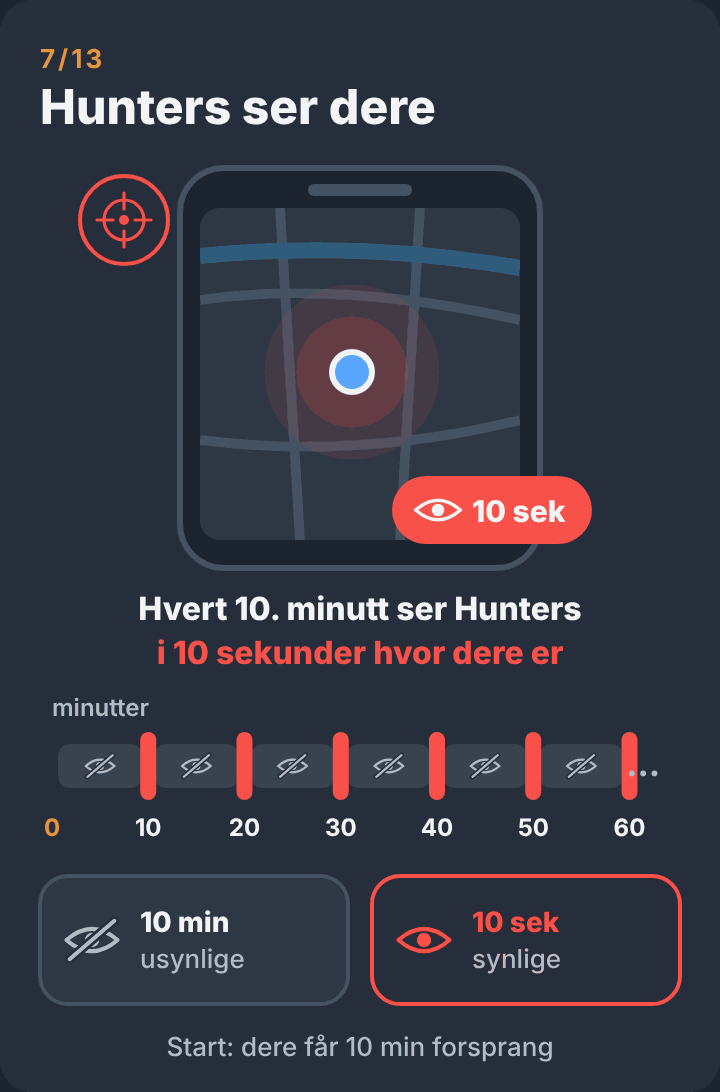 7/13
Hunters ser dere
10 sek
Hvert 10. minutt ser Hunters
i 10 sekunder hvor dere er
minutter
0 10 20 30 40 50 60
10 min
usynlige
10 sek
synlige
Start: dere får 10 min forsprang